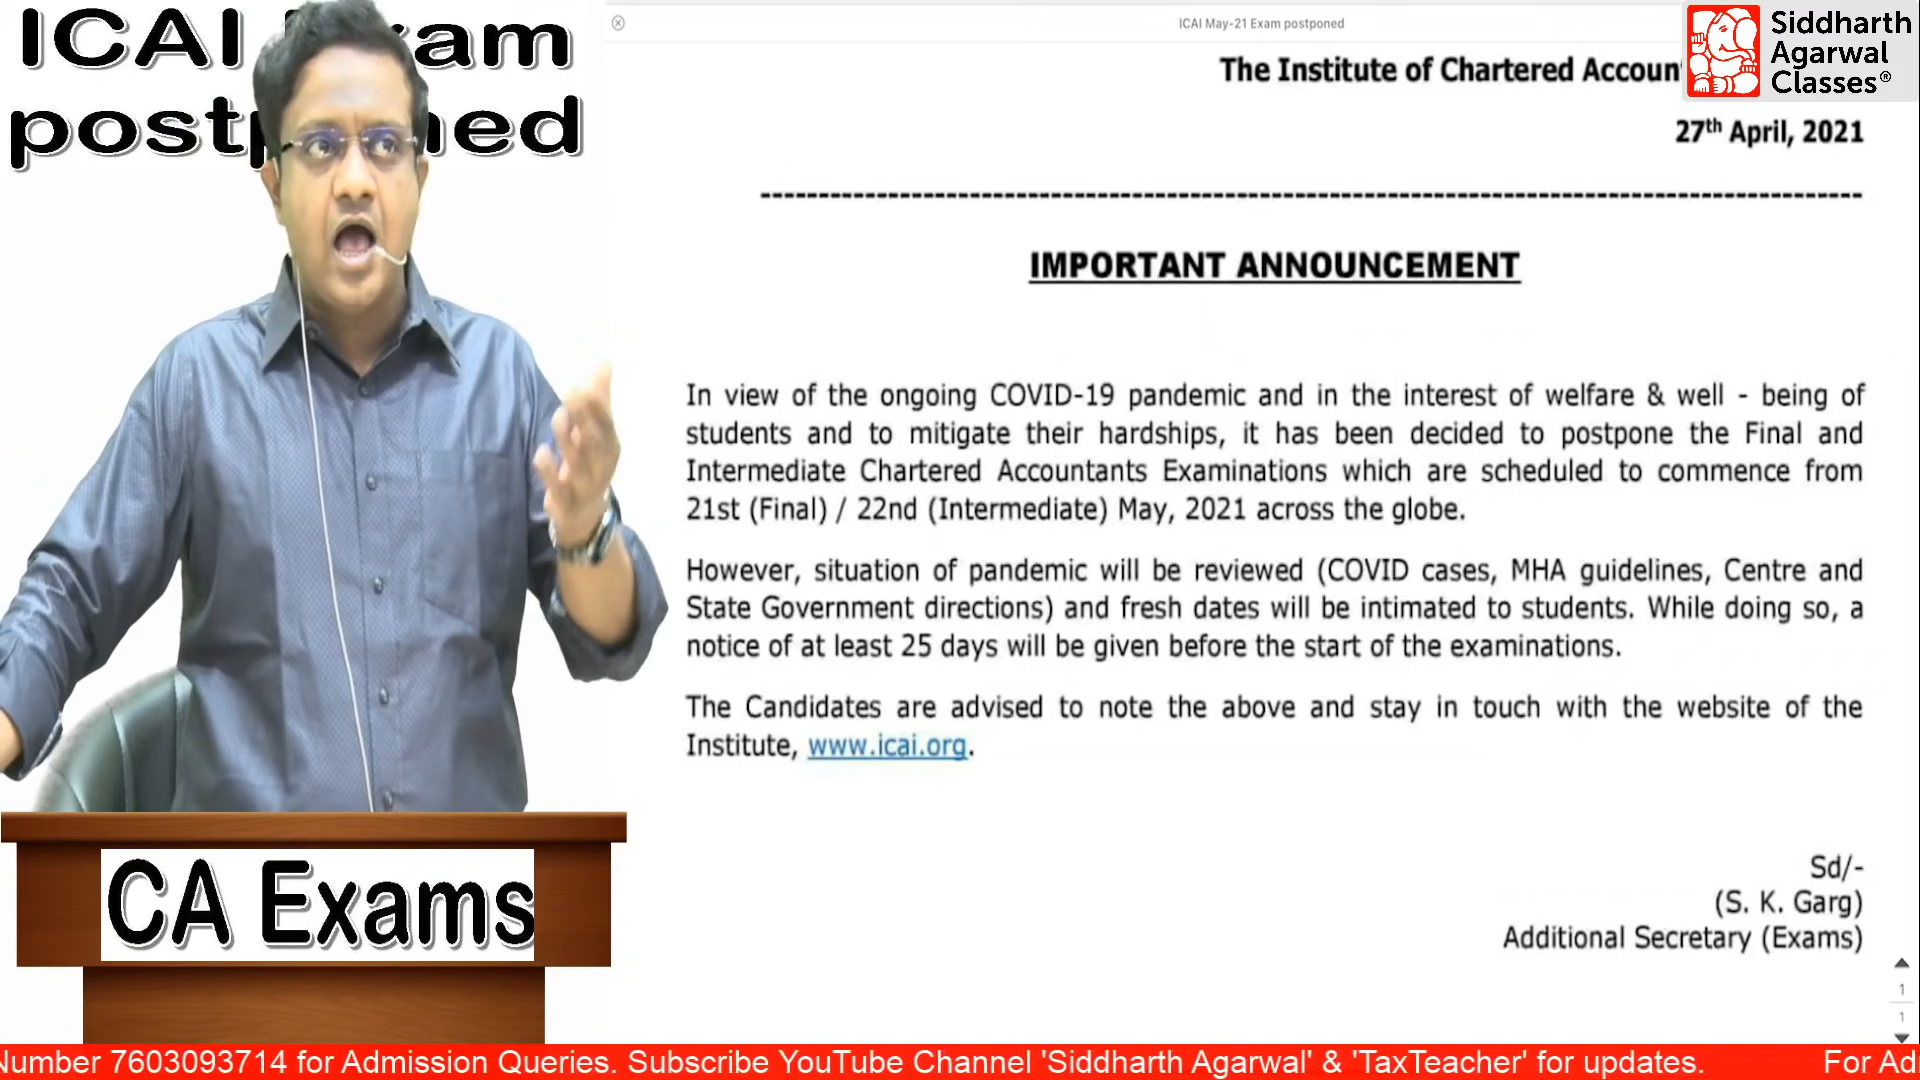 ICAI am
ned
ICAI May-21 Exam postponed
The Institute of Chartered
Siddharth
Agarwal
Classes®
27th April, 2021
--------------------------------------------------------------------------------
IMPORTANT ANNOUNCEMENT
In view of the ongoing COVID-19 pandemic and in the interest of welfare & well - being of
students and to mitigate their hardships, it has been decided to postpone the Final and
Intermediate Chartered Accountants Examinations which are scheduled to commence from
21st (Final) / 22nd (Intermediate) May, 2021 across the globe.
However, situation of pandemic will be reviewed (COVID cases, MHA guidelines, Centre and
State Government directions) and fresh dates will be intimated to students. While doing so, a
notice of at least 25 days will be given before the start of the examinations.
The Candidates are advised to note the above and stay in touch with the website of the
Institute, www.icai.org.
Sd/-
(S. K. Garg)
Additional Secretary (Exams)
1
1
CA Exams
Number 7603093714 for Admission Queries. Subscribe YouTube Channel 'Siddharth Agarwal' & 'TaxTeacher' for updates. For